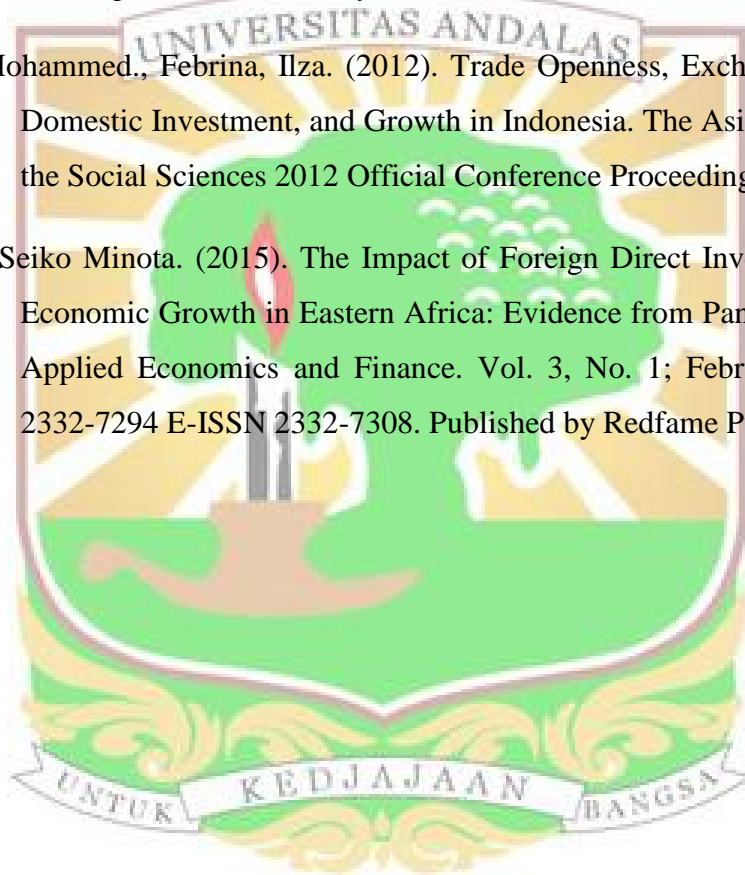 UNIVERSITAS ANDALAS
Mohammed., Febrina, Ilza. (2012). Trade Openness, Exch
Domestic Investment, and Growth in Indonesia. The Asi
the Social Sciences 2012 Official Conference Proceeding
Seiko Minota. (2015). The Impact of Foreign Direct Inv
Economic Growth in Eastern Africa: Evidence from Pan
Applied Economics and Finance. Vol. 3, No. 1; Febr
2332-7294 E-ISSN 2332-7308. Published by Redfame P
UNTUK KEDJAJAAN BANGSA